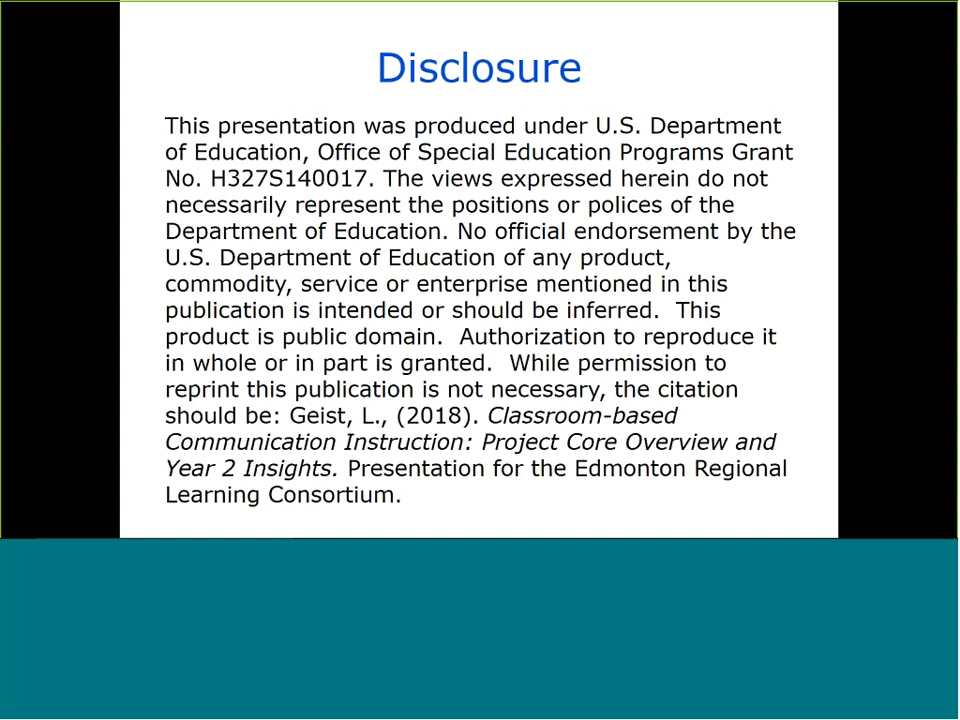 Disclosure
This presentation was produced under U.S. Department
of Education, Office of Special Education Programs Grant
No. H327S140017. The views expressed herein do not
necessarily represent the positions or polices of the
Department of Education. No official endorsement by the
U.S. Department of Education of any product,
commodity, service or enterprise mentioned in this
publication is intended or should be inferred.  This
product is public domain.  Authorization to reproduce it
in whole or in part is granted.  While permission to
reprint this publication is not necessary, the citation
should be: Geist, L., (2018). Classroom-based
Communication Instruction: Project Core Overview and
Year 2 Insights. Presentation for the Edmonton Regional
Learning Consortium.